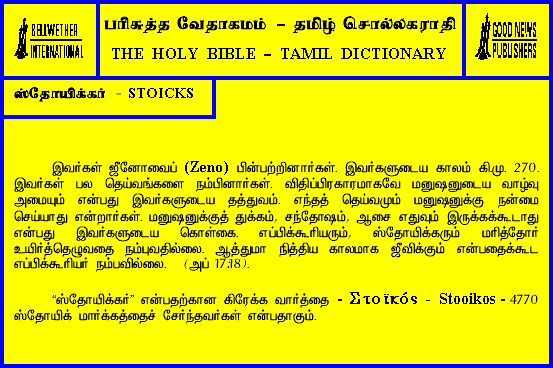 BELLWETHER
INTERNATIONAL
பரிசுத்த வேதாகமம் – தமிழ் சொல்லகராதி
THE HOLY BIBLE – TAMIL DICTIONARY
GOOD NEWS
PUBLISHERS
ஸ்தோயிக்கர் - STOICKS
இவர்கள் ஜீனோவைப் (Zeno) பின்பற்றினார்கள். இவர்களுடைய காலம் கி.மு. 270.
இவர்கள் பல தெய்வங்களை நம்பினார்கள். விதிப்பிரகாரமாகவே மனுஷனுடைய வாழ்வு
அமையும் என்பது இவர்களுடைய தத்துவம். எந்தத் தெய்வமும் மனுஷனுக்கு நன்மை
செய்யாது என்றார்கள். மனுஷனுக்குத் துக்கம், சந்தோஷம், ஆசை எதுவும் இருக்கக்கூடாது
என்பது இவர்களுடைய கொள்கை. எப்பிக்கூரியரும், ஸ்தோயிக்கரும் மரித்தோர்
உயிர்த்தெழுவதை நம்புவதில்லை. ஆத்துமா நித்திய காலமாக ஜீவிக்கும் என்பதைக்கூட
எப்பிக்கூரியர் நம்பவில்லை. (அப் 17:18).
“ஸ்தோயிக்கர்” என்பதற்கான கிரேக்க வார்த்தை - Στοϊκός - Stooikos - 4770
ஸ்தோயிக் மார்க்கத்தைச் சேர்ந்தவர்கள் என்பதாகும்.